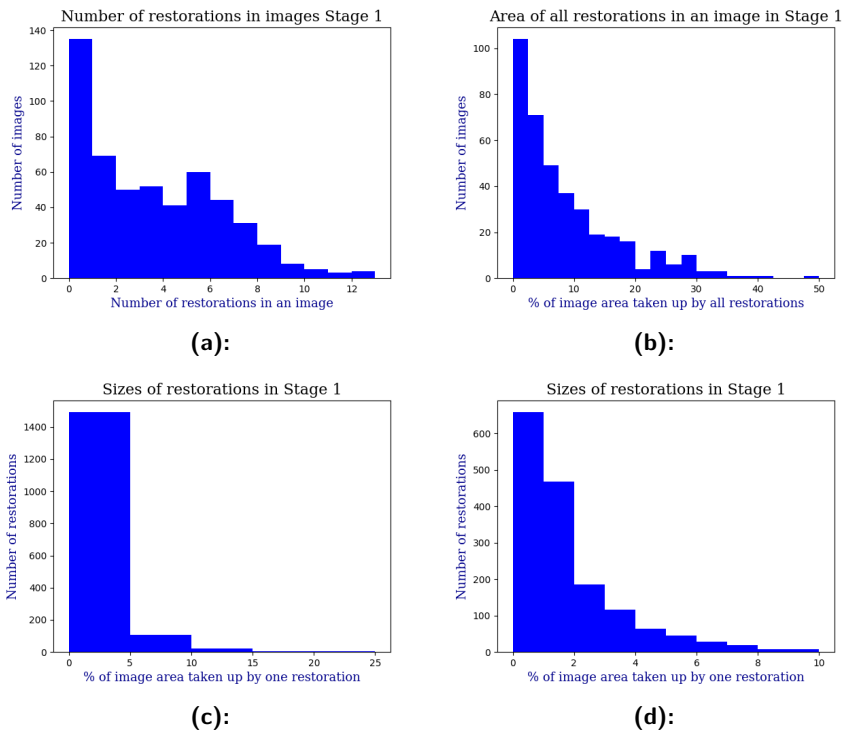 Number of restorations in images Stage 1
140
120
100
80
60
40
20
0
Number of images
0 2 4 6 8 10 12
Number of restorations in an image
(a):
Area of all restorations in an image in Stage 1
100
80
60
40
20
0
Number of images
0 10 20 30 40 50
% of image area taken up by all restorations
(b):
Sizes of restorations in Stage 1
1400
1200
1000
800
600
400
200
0
Number of restorations
0 5 10 15 20 25
% of image area taken up by one restoration
(c):
Sizes of restorations in Stage 1
600
500
400
300
200
100
0
Number of restorations
0 2 4 6 8 10
% of image area taken up by one restoration
(d):